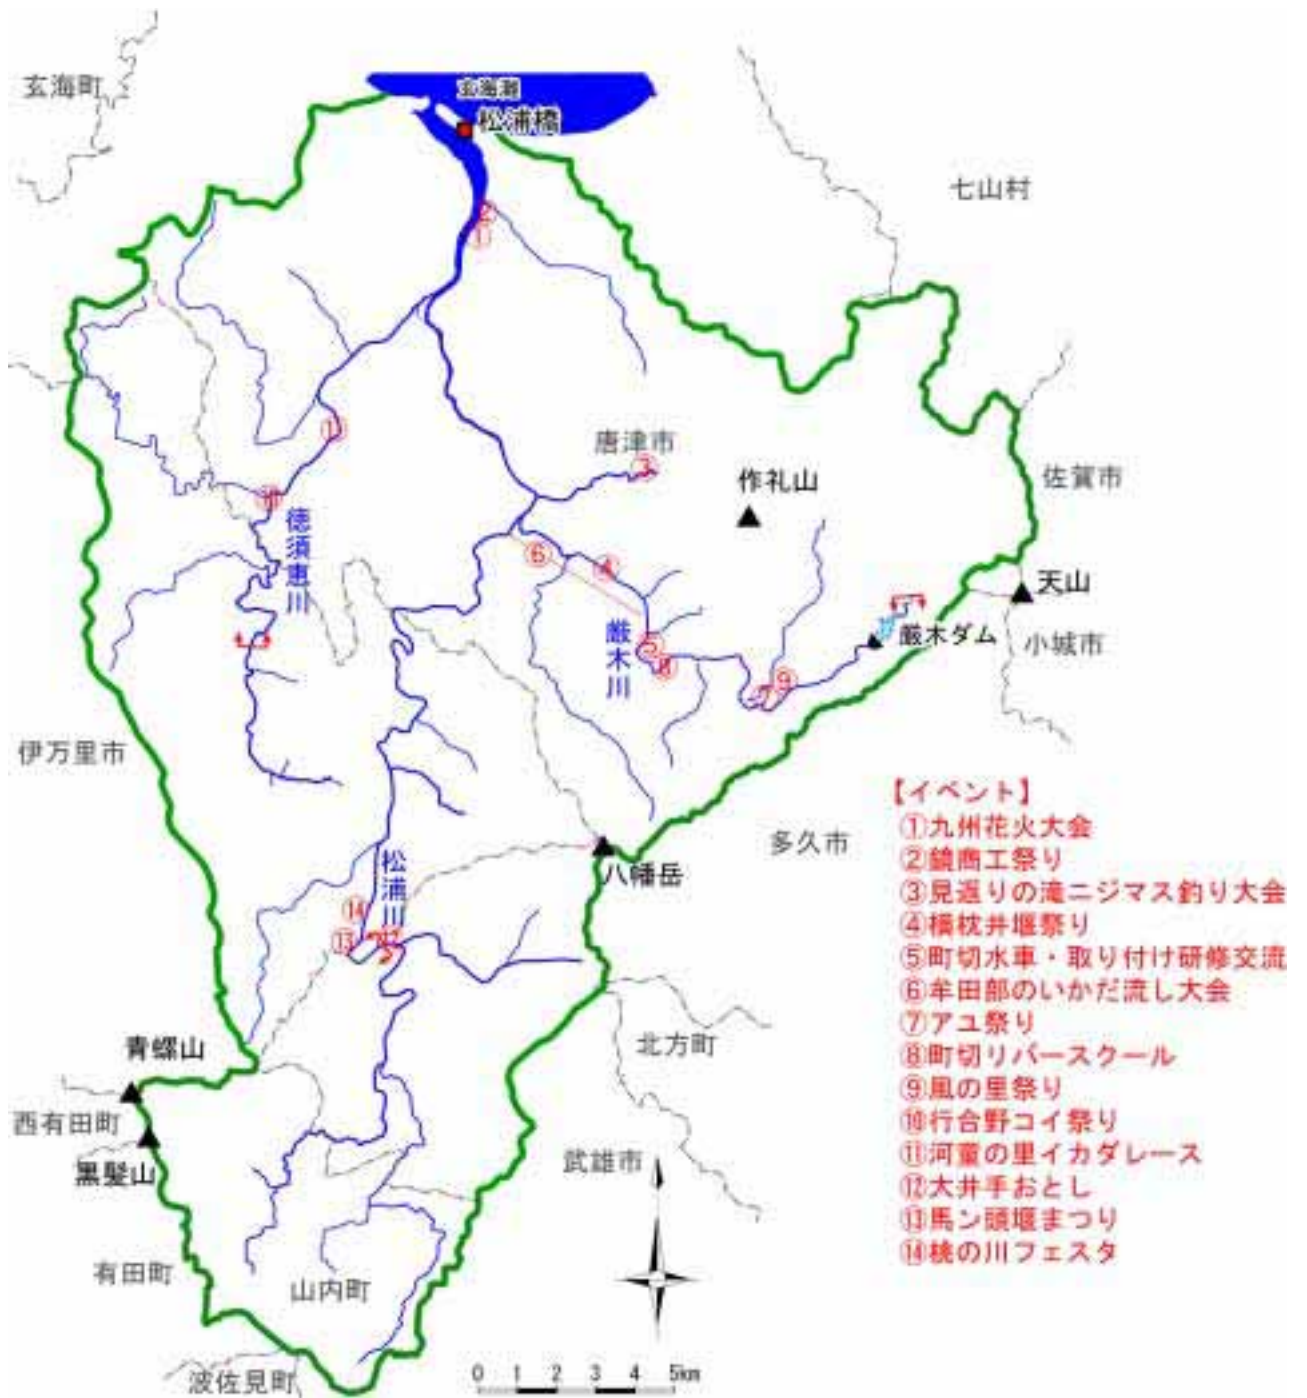 玄海町
玄海灘
松浦橋
七山村
②
①
⑪
唐津市
作礼山
佐賀市
⑩
徳須恵川
⑥
④
天山
厳木ダム
小城市
厳木川
⑧
⑨
伊万里市
多久市
八幡岳
松浦川
⑭
⑬
青螺山
西有田町
黒髪山
有田町
山内町
波佐見町
北方町
武雄市
【イベント】
①九州花火大会
②鏡商工祭り
③見返りの滝ニジマス釣り大会
④横枕井堰祭り
⑤町切水車・取り付け研修交流
⑥牟田部のいかだ流し大会
⑦アユ祭り
⑧町切リバースクール
⑨風の里祭り
⑩行合野コイ祭り
⑪河童の里イカダレース
⑫大井手おとし
⑬馬ン頭堰まつり
⑭桃の川フェスタ
0 1 2 3 4 5km